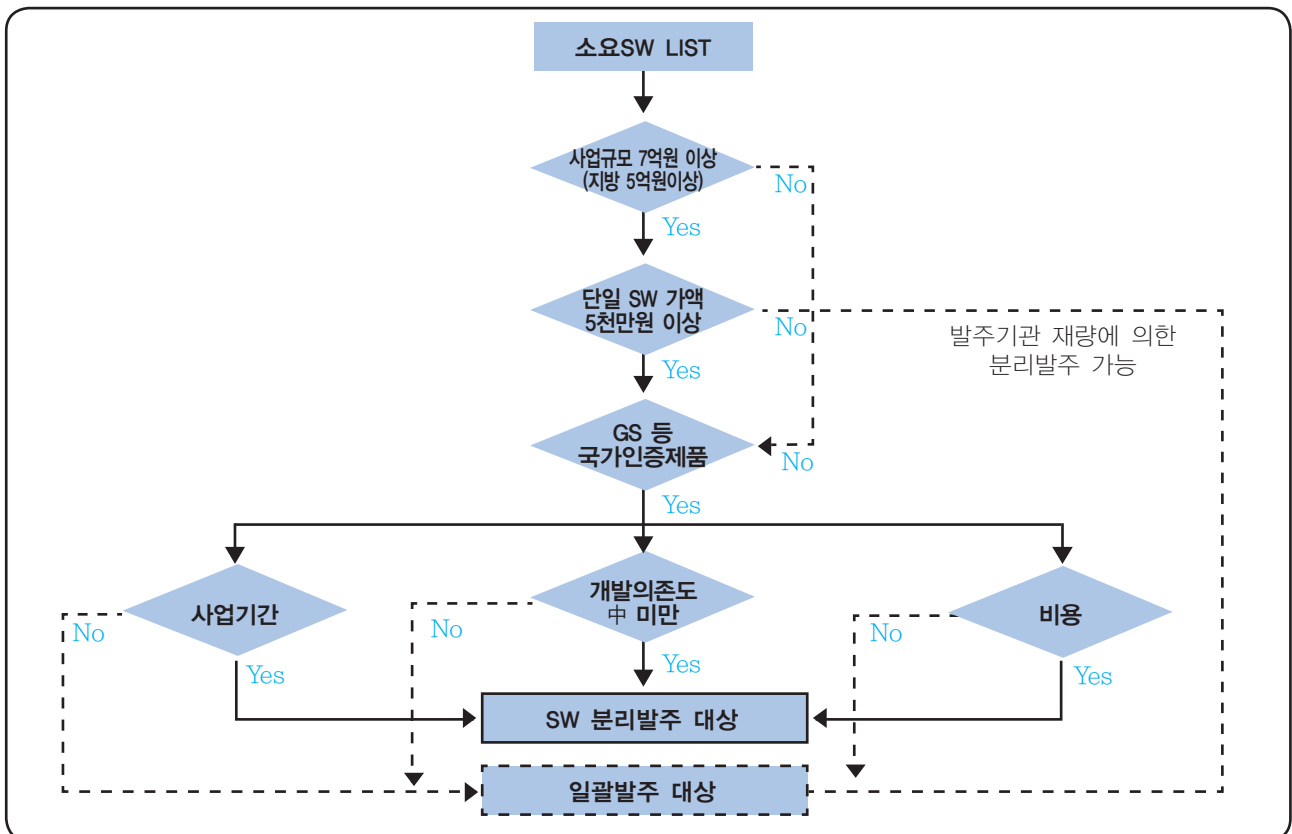 소요SW LIST
사업규모 7억원 이상
(지방 5억원이상)
No
Yes
단일 SW 가액
5천만원 이상
No
발주기관 재량에 의한
분리발주 가능
Yes
GS 등
국가인증제품
No
Yes
사업기간
개발의존도
中 미만
비용
No
No
No
Yes
Yes
Yes
SW 분리발주 대상
일괄발주 대상